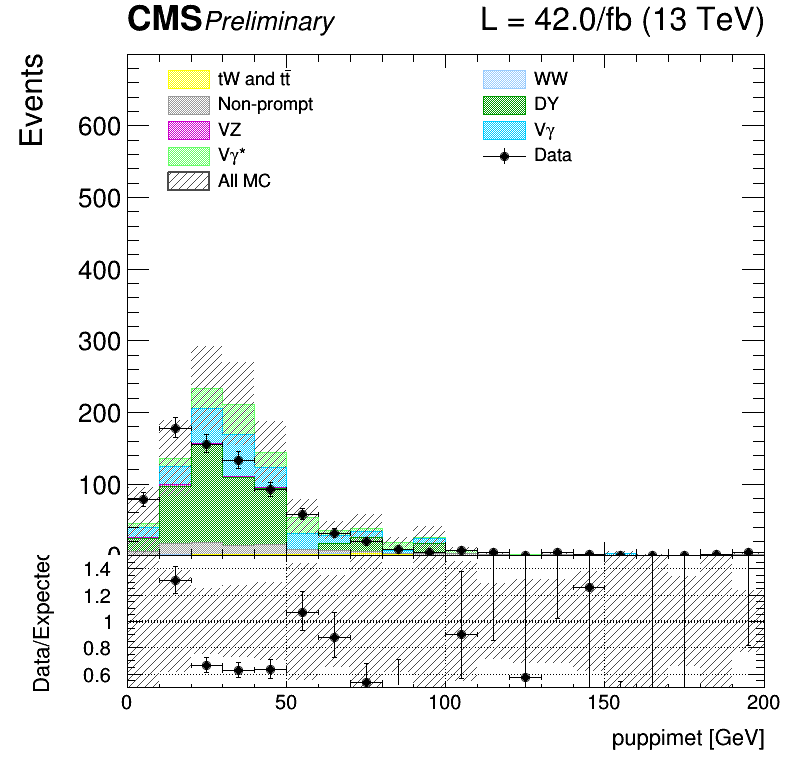 CMS Preliminary L = 42.0/fb (13 TeV)
Events
tW and tt̄
Non-prompt
VZ
Vγ*
All MC
WW
DY
Vγ
Data
600
500
400
300
200
100
0
Data/Expected
1.4
1.2
1
0.8
0.6
0 50 100 150 200
puppimet [GeV]